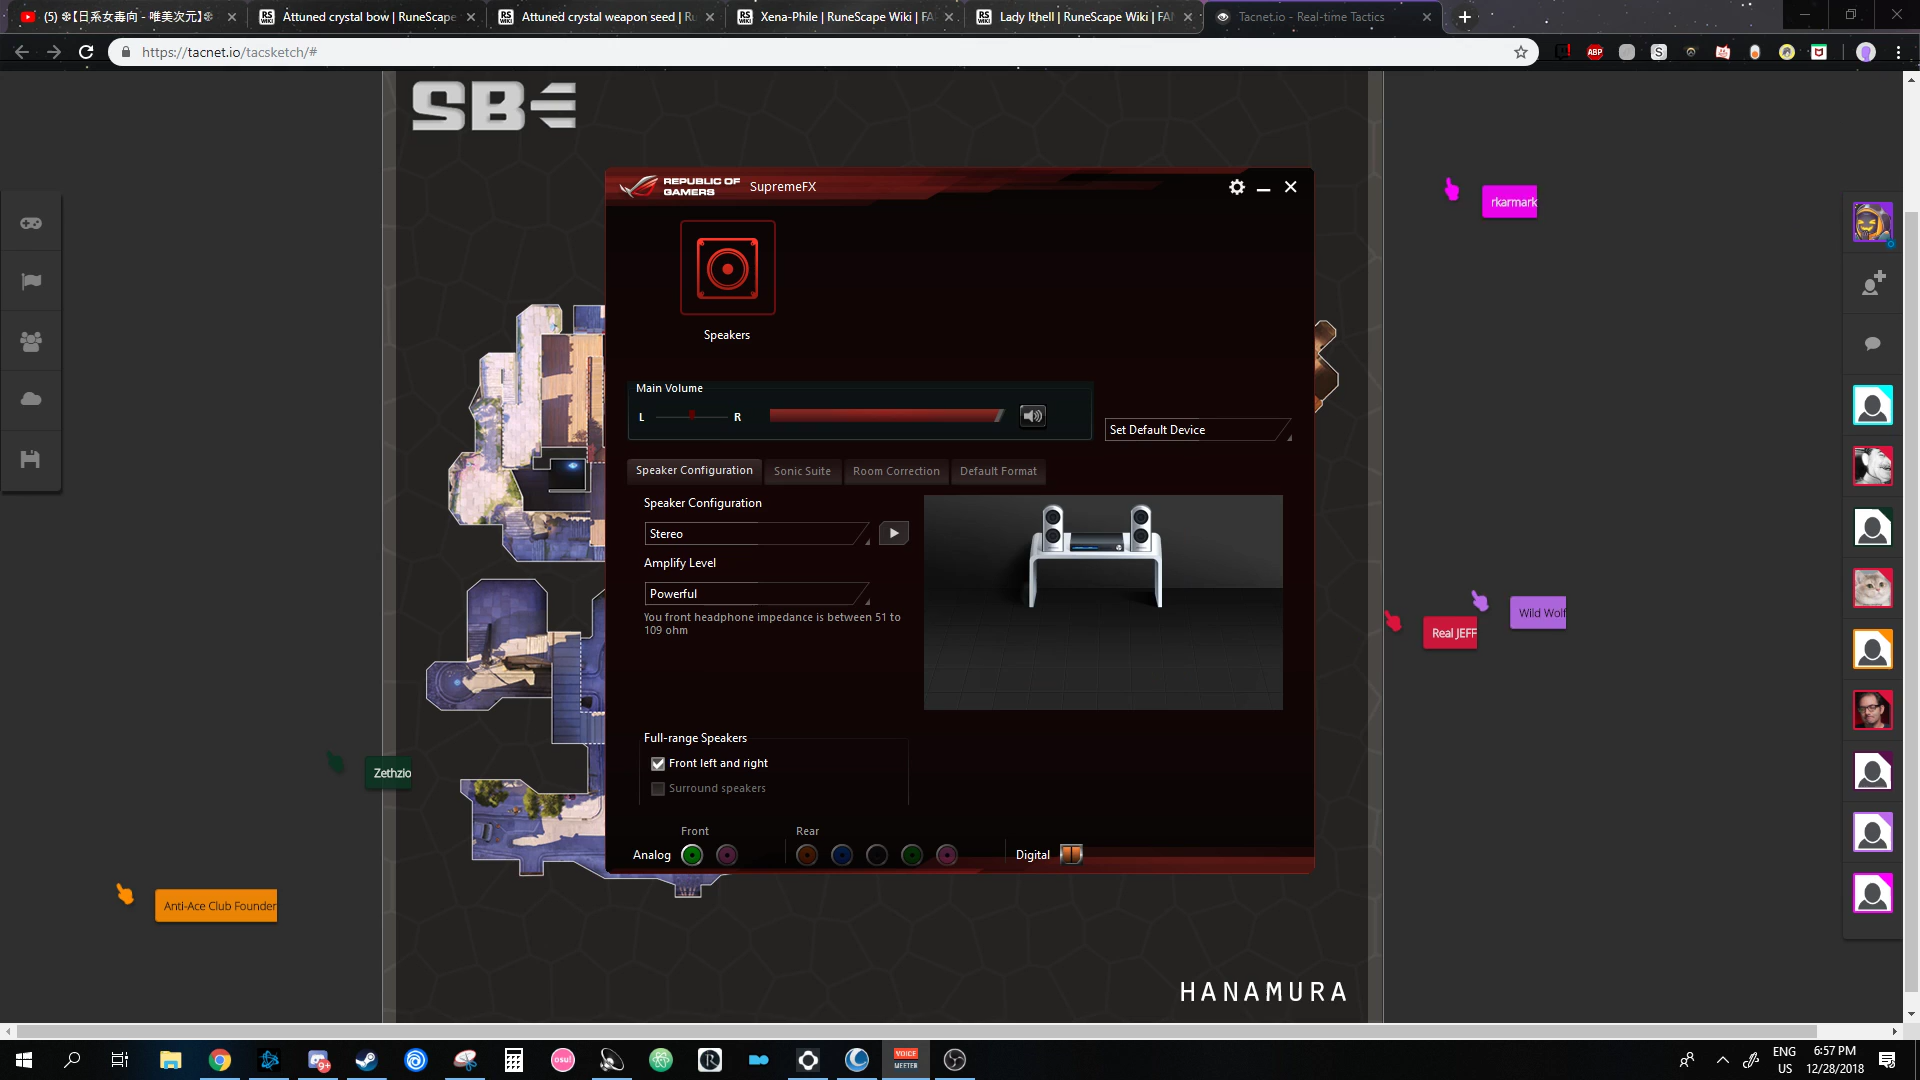 (5) ❄【日系女毒向 - 唯美次元】❄
Attuned crystal bow | RuneScape
Attuned crystal weapon seed | Ru
Xena-Phile | RuneScape Wiki | FA
Lady Ithell | RuneScape Wiki | FA
Tacnet.io - Real-time Tactics
https://tacnet.io/tacsketch/#
ABP
SB
REPUBLIC OF
GAMERS
SupremeFX
rkarmark
Speakers
Main Volume
L
R
Set Default Device
Speaker Configuration
Sonic Suite
Room Correction
Default Format
Speaker Configuration
Stereo
Amplify Level
Powerful
You front headphone impedance is between 51 to
109 ohm
Wild Wolf
Real JEFF
Full-range Speakers
Front left and right
Surround speakers
Zethzio
Front
Rear
Analog
Digital
Anti-Ace Club Founder
HANAMURA
9+
osu!
VOICE
MEETER
ENG
US
6:57 PM
12/28/2018